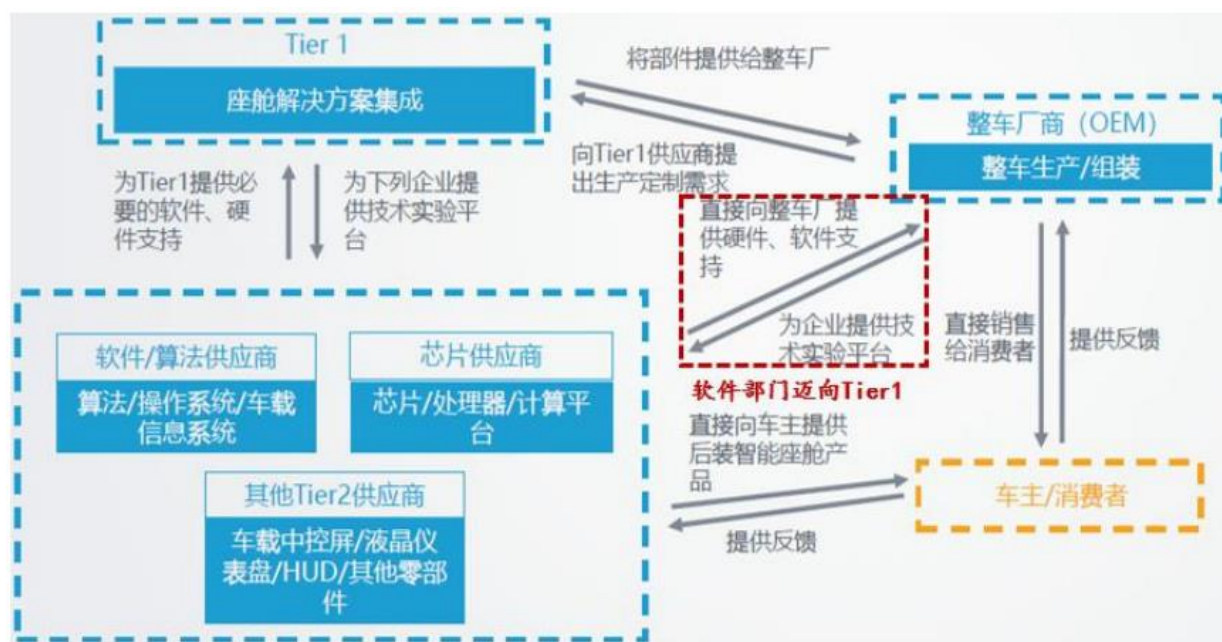 Tier 1
座舱解决方案集成
将部件提供给整车厂
整车厂商（OEM）
整车生产/组装
向Tier1供应商提
出生产定制需求
为Tier1提供必
要的软件、硬
件支持
为下列企业提
供技术实验平
台
直接向整车厂提
供硬件、软件支
持
为企业提供技
术实验平台
软件部门迈向Tier1
直接销售
给消费者
提供反馈
软件/算法供应商
算法/操作系统/车载
信息系统
芯片供应商
芯片/处理器/计算平
台
其他Tier2供应商
车载中控屏/液晶仪
表盘/HUD/其他零部
件
直接向车主提供
后装智能座舱产
品
提供反馈
车主/消费者